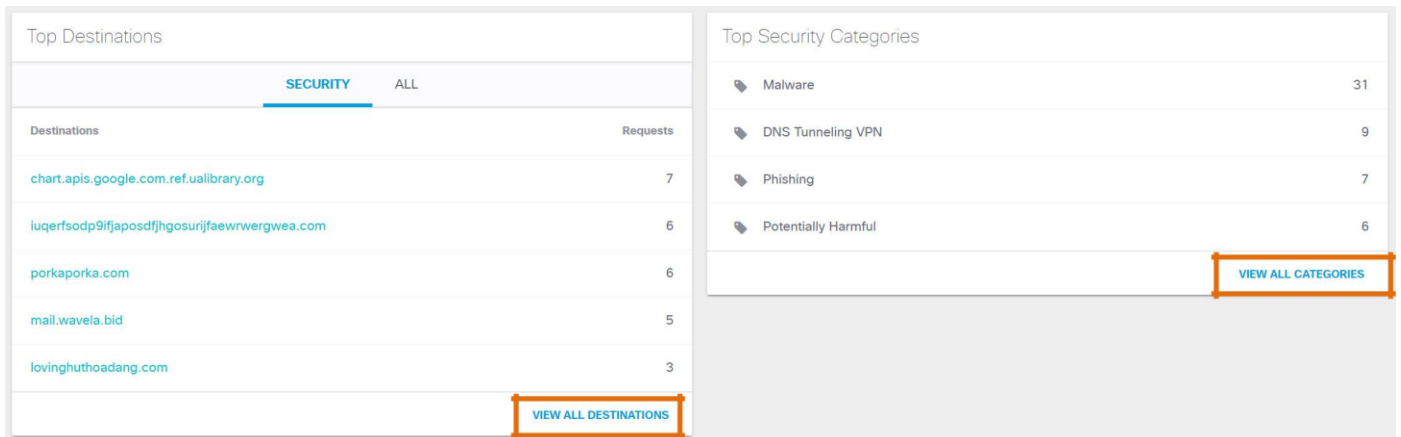 Top Destinations
SECURITY ALL
Destinations Requests
chart.apis.google.com.ref.ualibrary.org 7
iuqerfsodp9ifjaposdfjhgosurijfaewrwergwea.com 6
porkaporka.com 6
mail.wavela.bid 5
lovinghuthoadang.com 3
VIEW ALL DESTINATIONS
Top Security Categories
Malware 31
DNS Tunneling VPN 9
Phishing 7
Potentially Harmful 6
VIEW ALL CATEGORIES